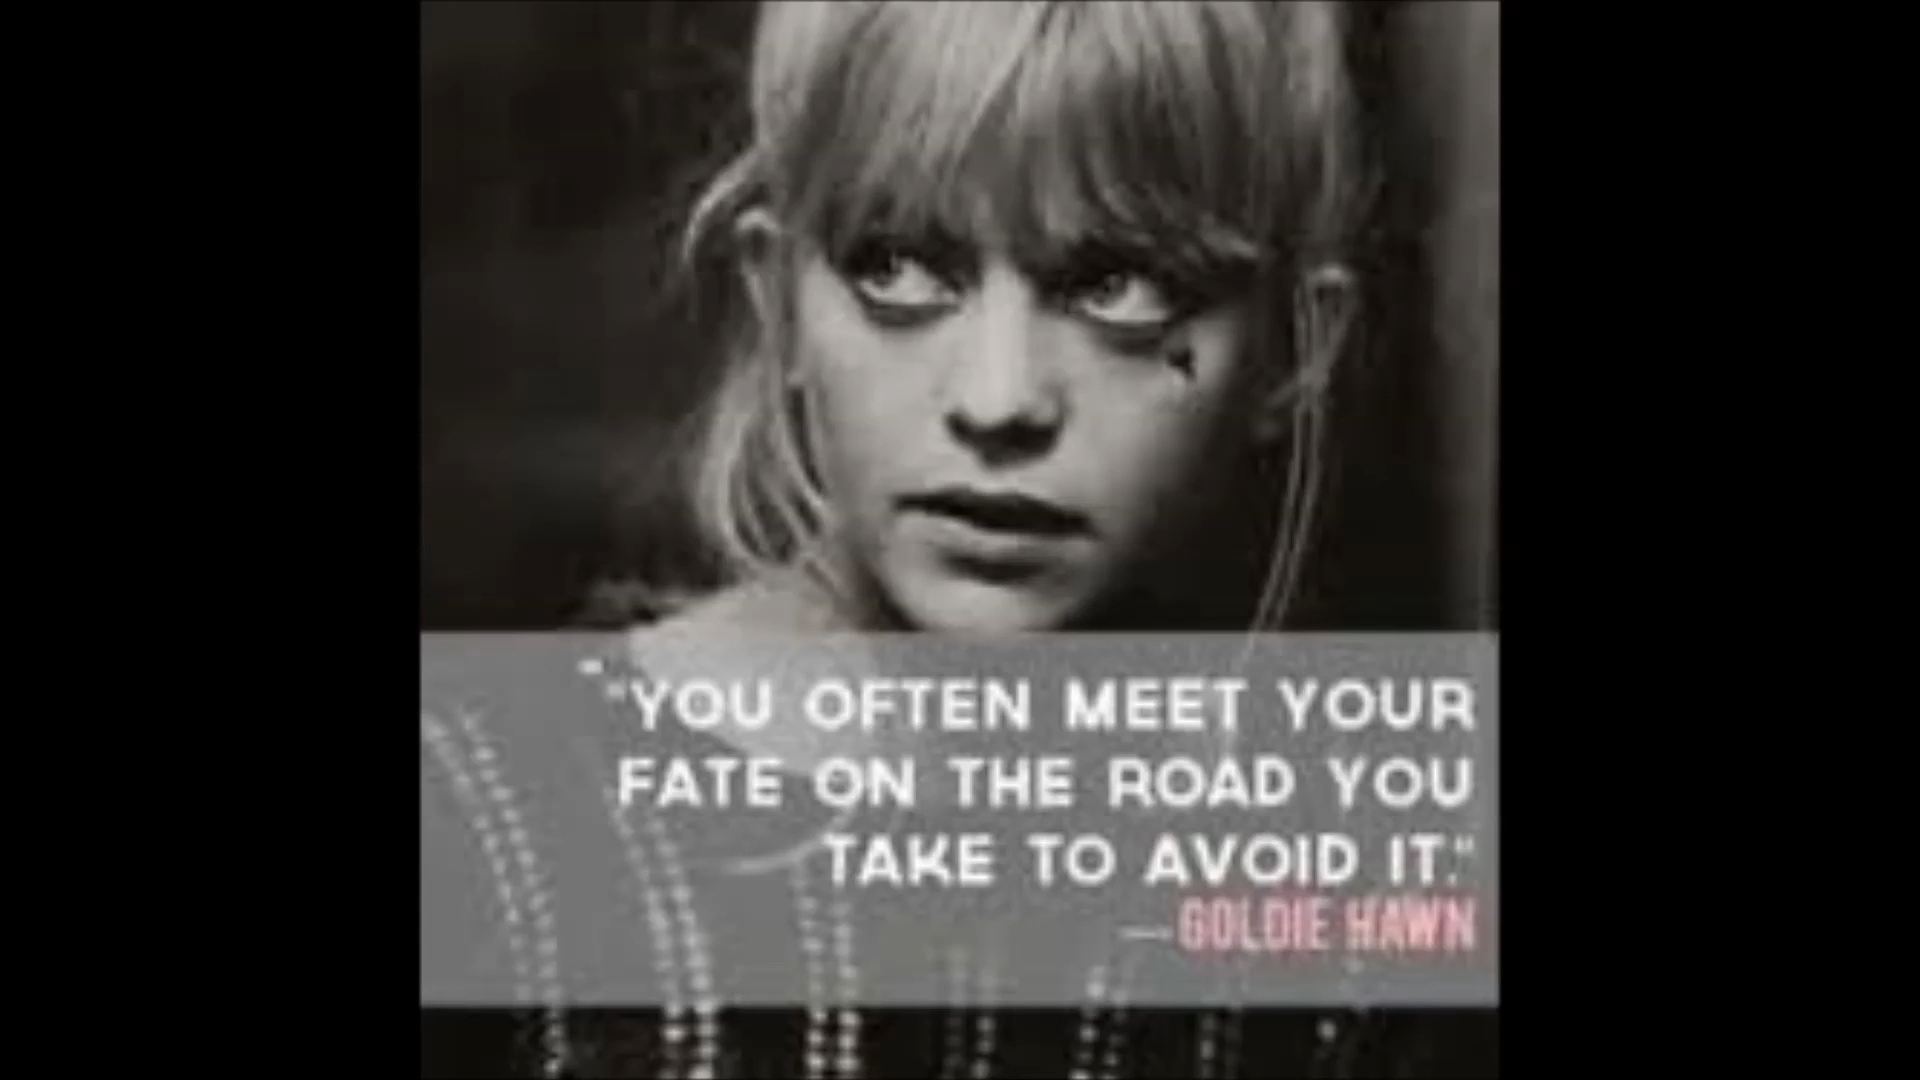 "YOU OFTEN MEET YOUR
FATE ON THE ROAD YOU
TAKE TO AVOID IT."
— GOLDIE HAWN